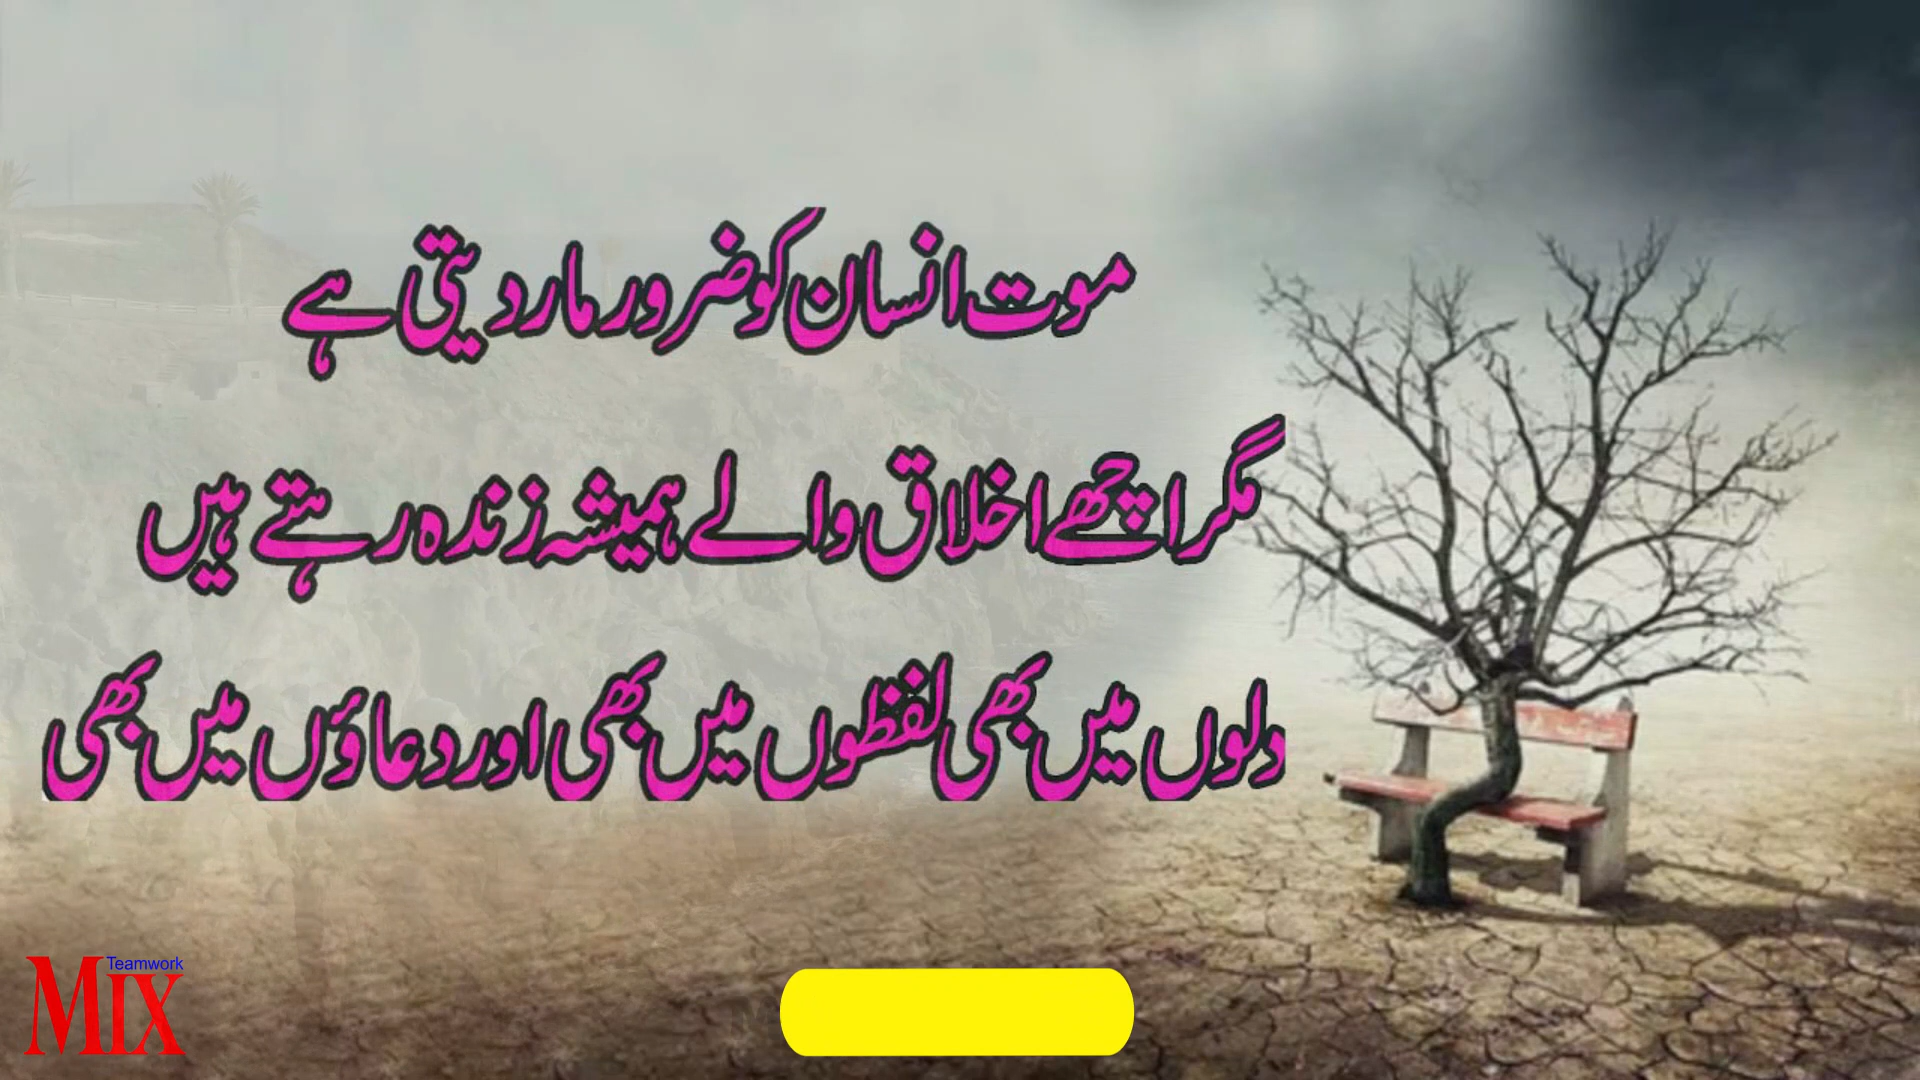 موت انسان کو ضرور مار دیتی ہے
مگر اچھے اخلاق والے ہمیشہ زندہ رہتے ہیں
دلوں میں بھی لفظوں میں بھی اور دعاؤں میں بھی
Teamwork
MIX